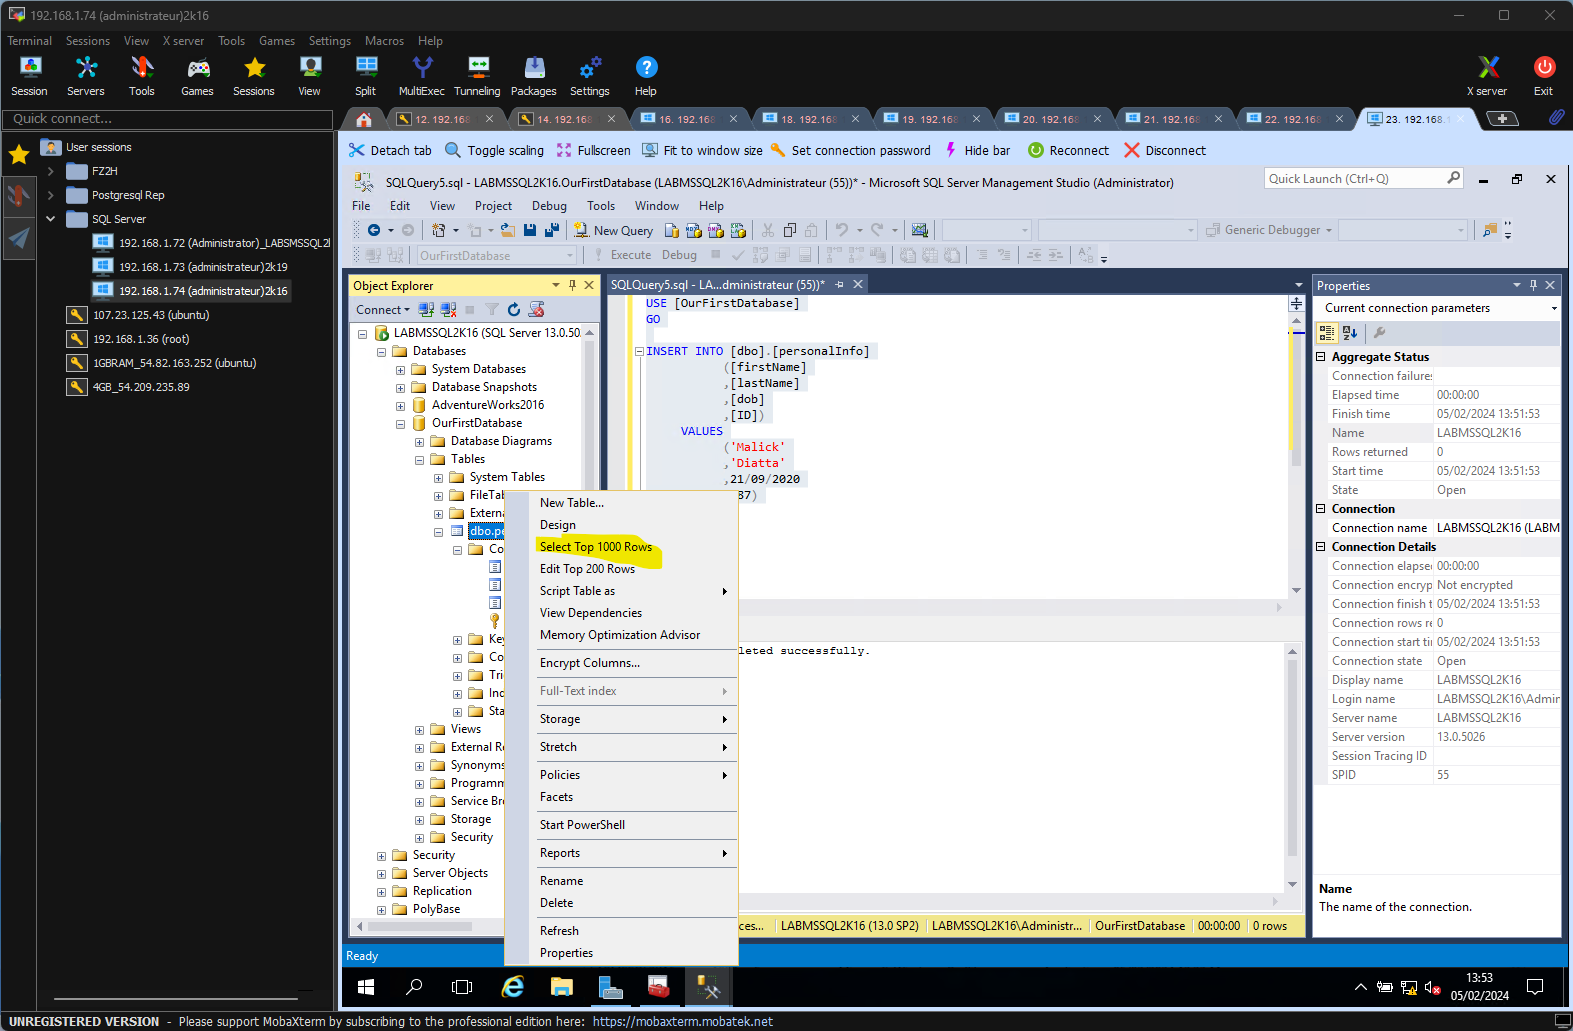 192.168.1.74 (administrateur)2k16
Terminal Sessions View X server Tools Games Settings Macros Help
Session Servers Tools Games Sessions View Split MultiExec Tunneling Packages Settings Help X server Exit
Quick connect...
12. 192.168 14. 192.168 16. 192.168 18. 192.168 19. 192.168 20. 192.168 21. 192.168 22. 192.168 23. 192.168.1
Detach tab Toggle scaling Fullscreen Fit to window size Set connection password Hide bar Reconnect Disconnect
User sessions
FZ2H
Postgresql Rep
SQL Server
192.168.1.72 (Administrator)_LABSMSSQL2
192.168.1.73 (administrateur)2k19
192.168.1.74 (administrateur)2k16
107.23.125.43 (ubuntu)
192.168.1.36 (root)
1GBRAM_54.82.163.252 (ubuntu)
4GB_54.209.235.89
SQLQuery5.sql - LABMSSQL2K16.OurFirstDatabase (LABMSSQL2K16\Administrateur (55))* - Microsoft SQL Server Management Studio (Administrator)
Quick Launch (Ctrl+Q)
File Edit View Project Debug Tools Window Help
New Query Generic Debugger
OurFirstDatabase Execute Debug
Object Explorer
Connect
LABMSSQL2K16 (SQL Server 13.0.50
Databases
System Databases
Database Snapshots
AdventureWorks2016
OurFirstDatabase
Database Diagrams
Tables
System Tables
FileTab
Extern
dbo.pe
Co
Key
Co
Tri
Ind
Sta
Views
External Re
Synonyms
Programm
Service Bro
Storage
Security
Security
Server Objects
Replication
PolyBase
SQLQuery5.sql - LA...dministrateur (55))*
USE [OurFirstDatabase]
GO
INSERT INTO [dbo].[personalInfo]
([firstName]
,[lastName]
,[dob]
,[ID])
VALUES
('Malick'
,'Diatta'
,21/09/2020
87)
New Table...
Design
Select Top 1000 Rows
Edit Top 200 Rows
Script Table as
View Dependencies
Memory Optimization Advisor
Encrypt Columns...
Full-Text index
Storage
Stretch
Policies
Facets
Start PowerShell
Reports
Rename
Delete
Refresh
Properties
leted successfully.
ces... LABMSSQL2K16 (13.0 SP2) LABMSSQL2K16\Administr... OurFirstDatabase 00:00:00 0 rows
Properties
Current connection parameters
Aggregate Status
Connection failures
Elapsed time 00:00:00
Finish time 05/02/2024 13:51:53
Name LABMSSQL2K16
Rows returned 0
Start time 05/02/2024 13:51:53
State Open
Connection
Connection name LABMSSQL2K16 (LABM
Connection Details
Connection elapse 00:00:00
Connection encryp Not encrypted
Connection finish t 05/02/2024 13:51:53
Connection rows re 0
Connection start ti 05/02/2024 13:51:53
Connection state Open
Display name LABMSSQL2K16
Login name LABMSSQL2K16\Admir
Server name LABMSSQL2K16
Server version 13.0.5026
Session Tracing ID
SPID 55
Name
The name of the connection.
Ready
13:53
05/02/2024
UNREGISTERED VERSION - Please support MobaXterm by subscribing to the professional edition here: https://mobaxterm.mobatek.net